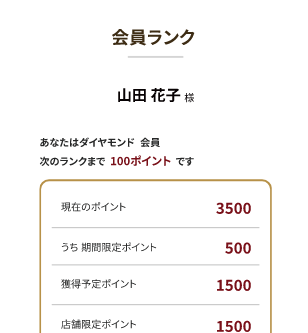 会員ランク
山田 花子 様
あなたはダイヤモンド 会員
次のランクまで 100ポイント です
現在のポイント 3500
うち 期間限定ポイント 500
獲得予定ポイント 1500
店舗限定ポイント 1500